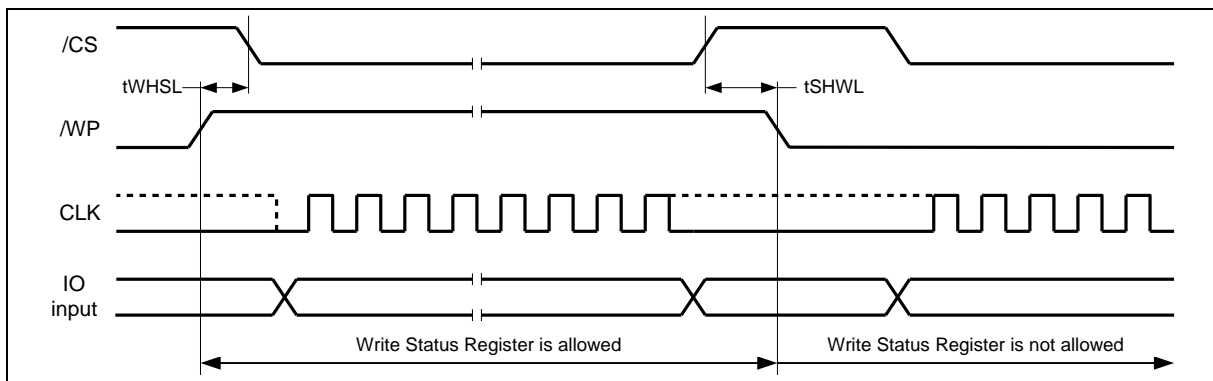 /CS
tWHSL
tSHWL
/WP
CLK
IO
input
Write Status Register is allowed
Write Status Register is not allowed